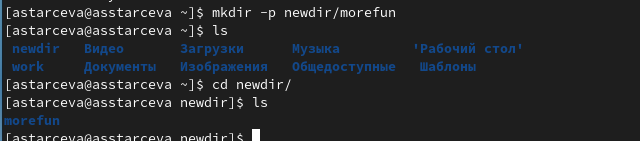 [astarceva@asstarceva ~]$ mkdir -p newdir/morefun
[astarceva@asstarceva ~]$ ls
newdir Видео Загрузки Музыка 'Рабочий стол'
work Документы Изображения Общедоступные Шаблоны
[astarceva@asstarceva ~]$ cd newdir/
[astarceva@asstarceva newdir]$ ls
morefun
[astarceva@asstarceva newdir]$